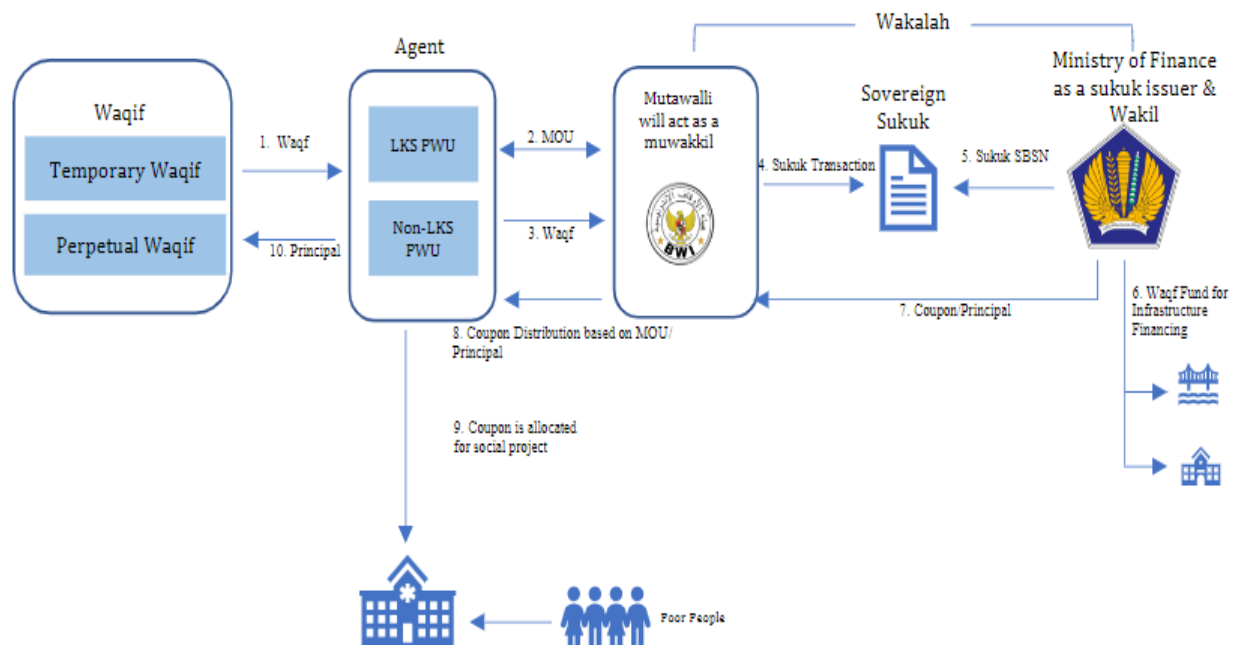 Wakalah
Agent
Waqif
Temporary Waqif
Perpetual Waqif
1. Waqf
10. Principal
LKS PWU
Non-LKS
PWU
2. MOU
3. Waqf
8. Coupon Distribution based on MOU/
Principal
Mutawalli
will act as a
muwakkil
BWI
4. Sukuk Transaction
Sovereign
Sukuk
5. Sukuk SBSN
Ministry of Finance
as a sukuk issuer &
Wakil
7. Coupon/Principal
6. Waqf Fund for
Infrastructure
Financing
9. Coupon is allocated
for social project
Poor People